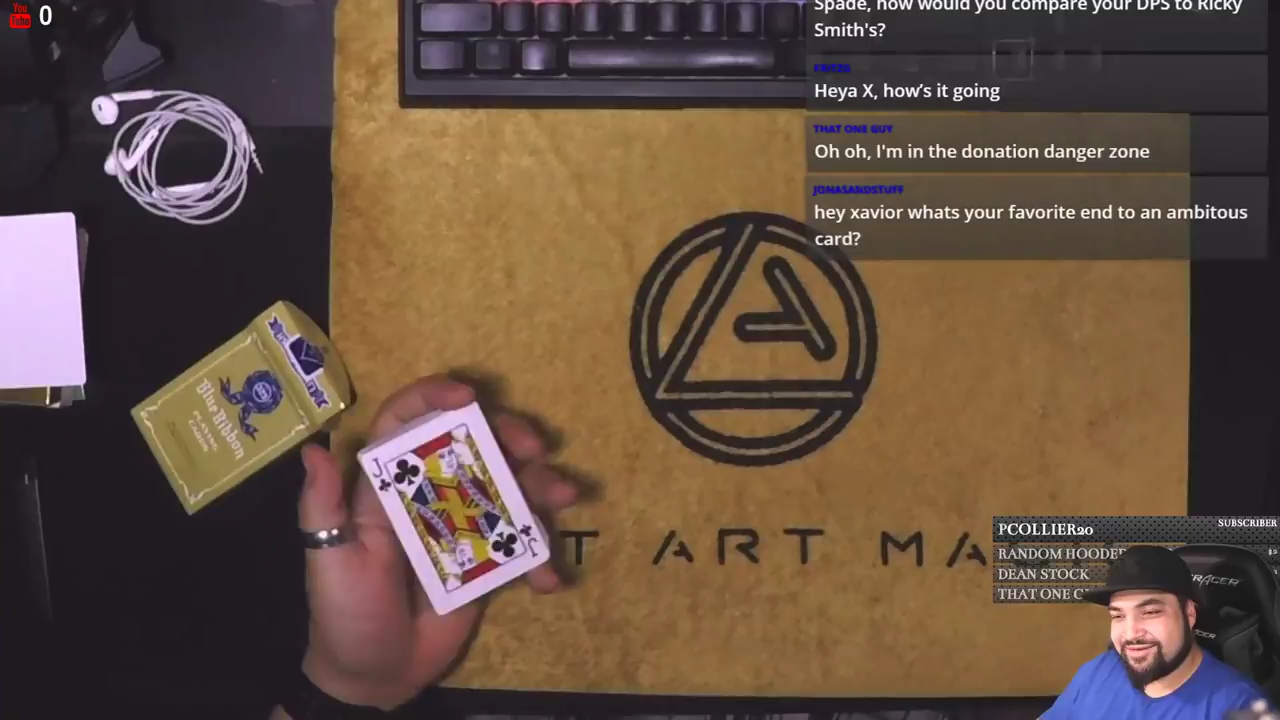 You
Tube
0
Spade, how would you compare your DPS to Ricky
Smith's?
Heya X, how's it going
THAT ONE GUY
Oh oh, I'm in the donation danger zone
JONASANDSTUFF
hey xavior whats your favorite end to an ambitous
card?
Blue Ribbon
PLAYING
CARDS
J
J
ART MA
PCOLLIER20
SUBSCRIBER
RANDOM HOODE
DEAN STOCK
THAT ONE